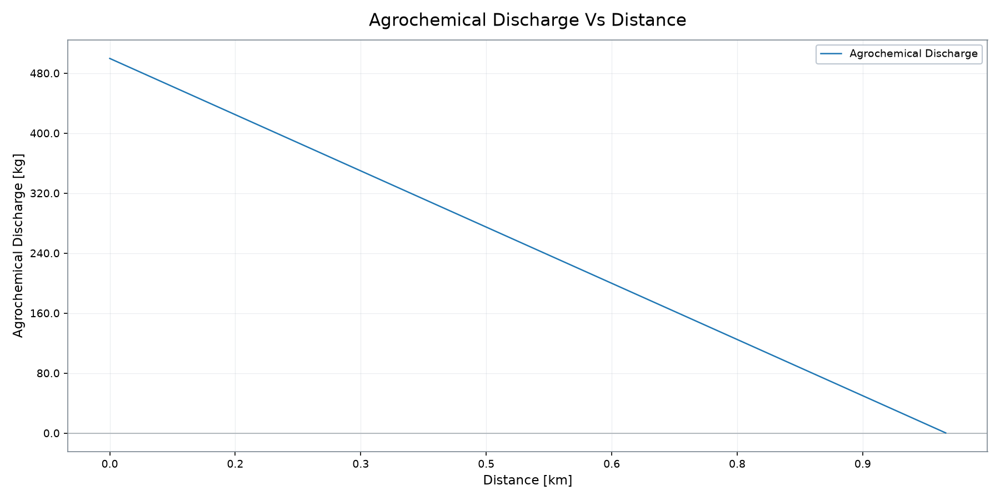 Agrochemical Discharge Vs Distance
Agrochemical Discharge
Agrochemical Discharge [kg]
480.0
400.0
320.0
240.0
160.0
80.0
0.0
0.0 0.2 0.3 0.5 0.6 0.8 0.9
Distance [km]